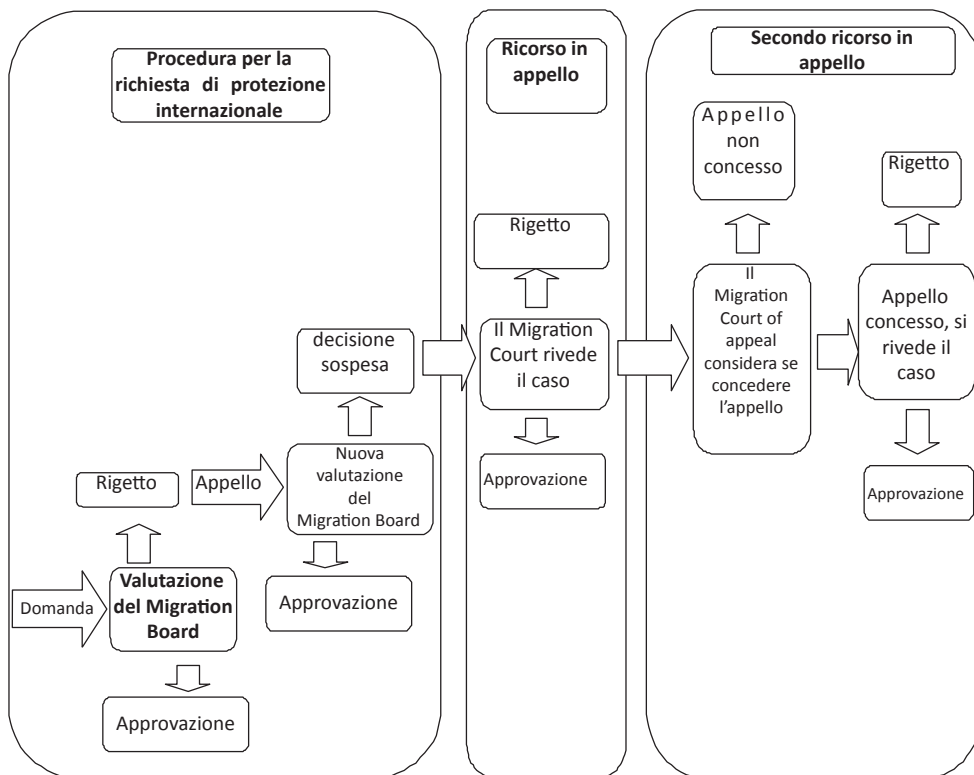 Procedura per la
richiesta di protezione
internazionale
Domanda
Valutazione
del Migration
Board
Approvazione
Rigetto
Appello
Nuova
valutazione
del
Migration Board
Approvazione
decisione
sospesa
Ricorso in
appello
Rigetto
Il Migration
Court rivede
il caso
Approvazione
Secondo ricorso in
appello
Appello
non
concesso
Il
Migration
Court of
appeal
considera se
concedere
l'appello
Rigetto
Appello
concesso, si
rivede il
caso
Approvazione